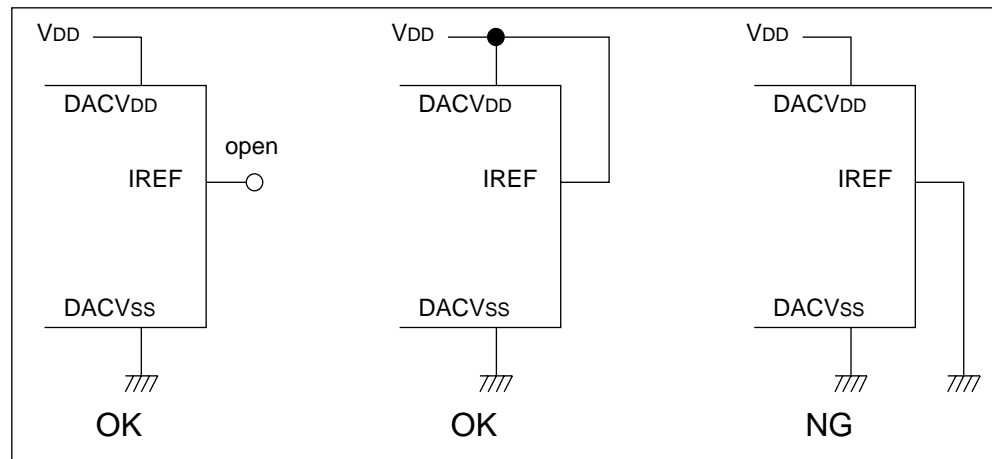 VDD
DACVDD
open
IREF
DACVSS
OK
VDD
DACVDD
IREF
DACVSS
OK
VDD
DACVDD
IREF
DACVSS
NG